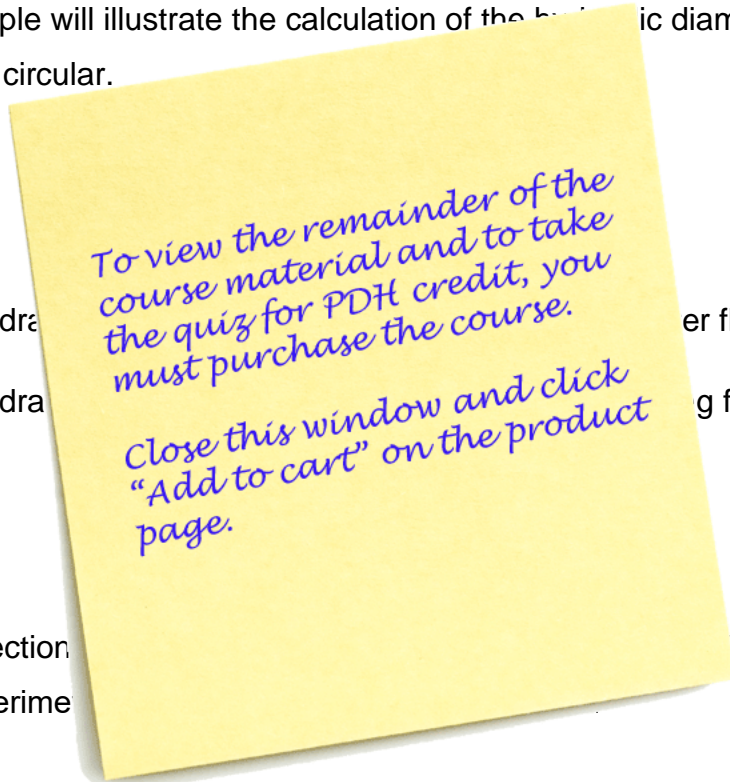 ple will illustrate the calculation of the ic diam
circular.
To view the remainder of the
course material and to take
the quiz for PDH credit, you
must purchase the course.
dra er fl
dra g f
Close this window and click
“Add to cart” on the product
page.
ection
erime